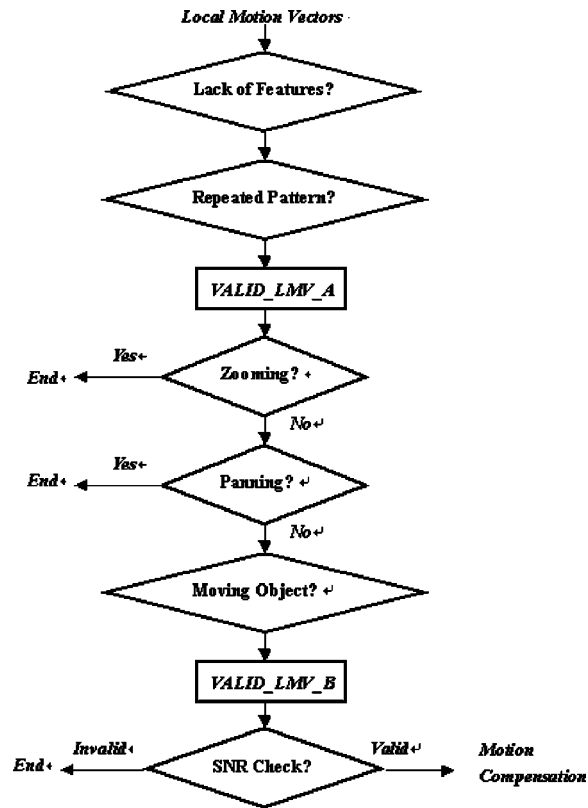 Local Motion Vectors
Lack of Features?
Repeated Pattern?
VALID_LMV_A
Yes
End
Zooming?
No
Yes
End
Panning?
No
Moving Object?
VALID_LMV_B
Invalid
Valid
End
SNR Check?
Motion
Compensation